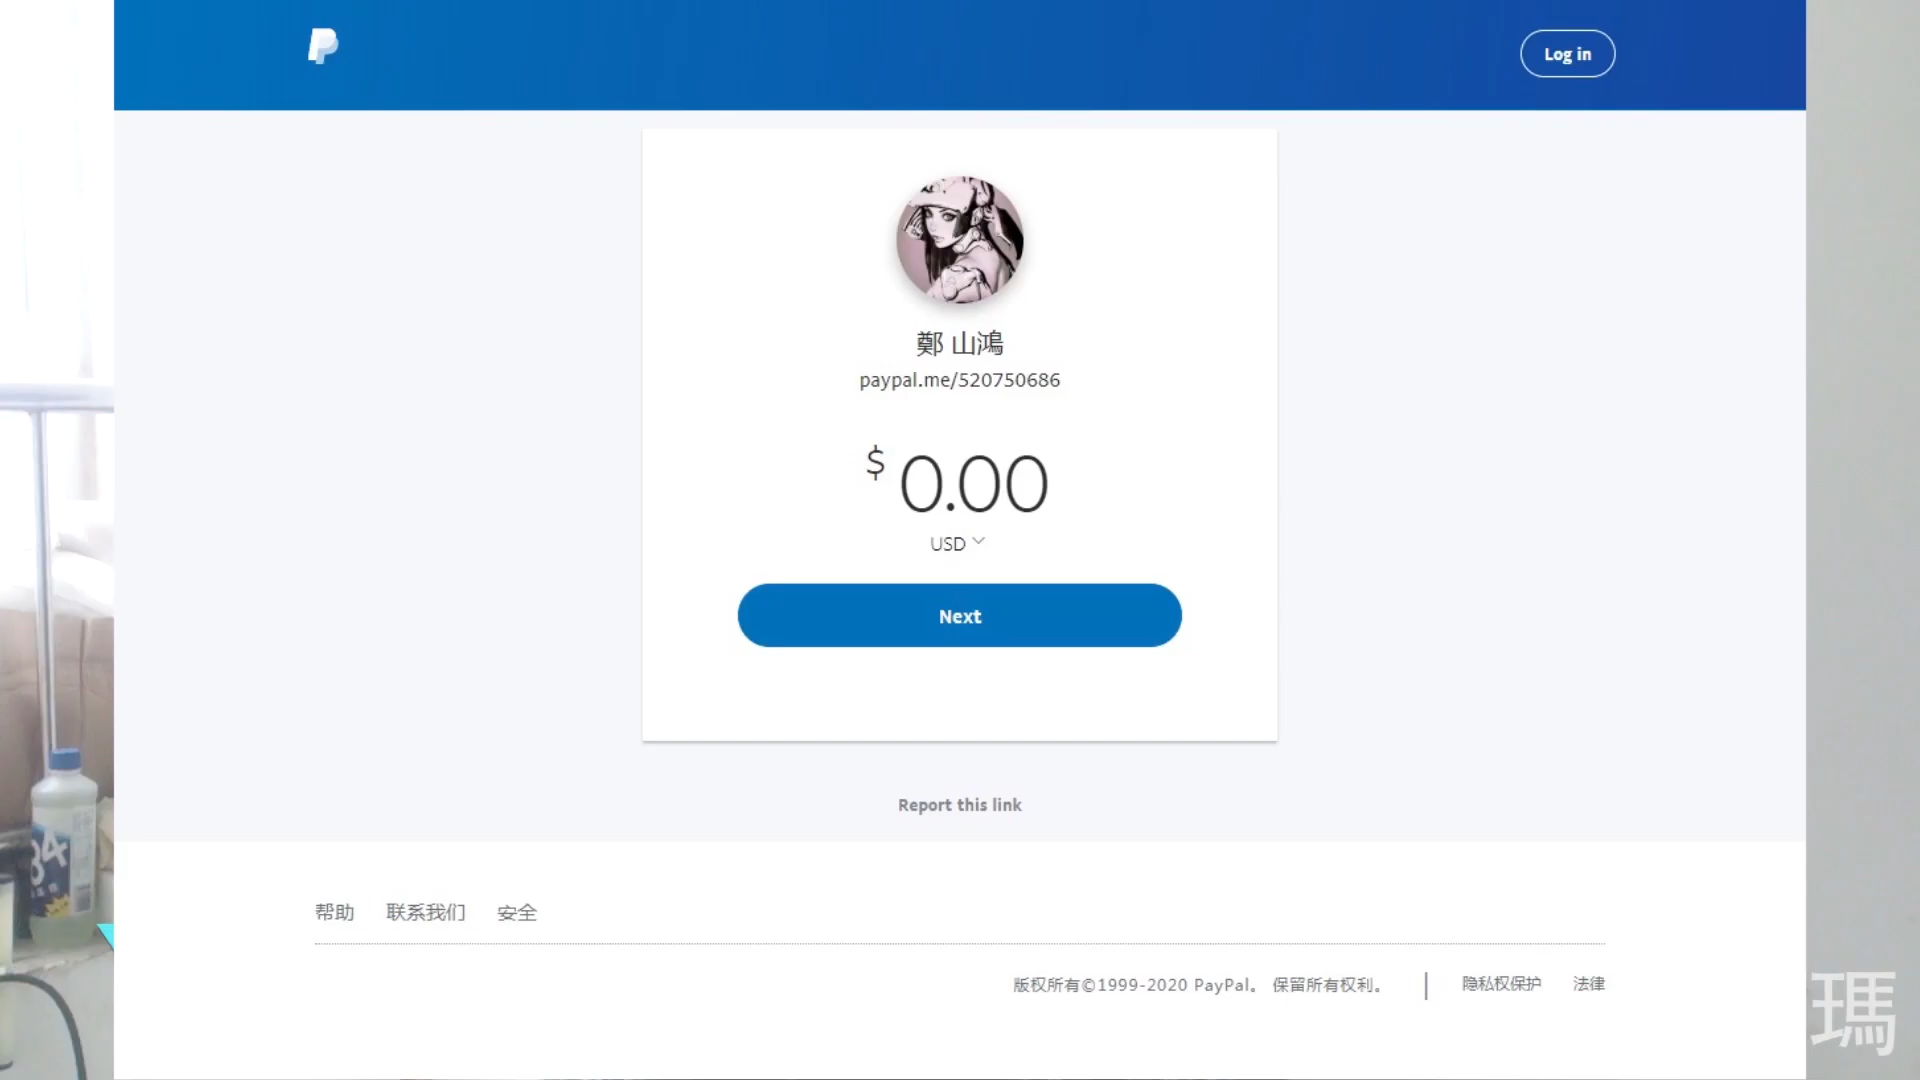 Log in
鄭 山鴻
paypal.me/520750686
$ 0.00
USD
Next
Report this link
帮助 联系我们 安全
版权所有©1999-2020 PayPal。 保留所有权利。 | 隐私权保护 法律
84
瑪